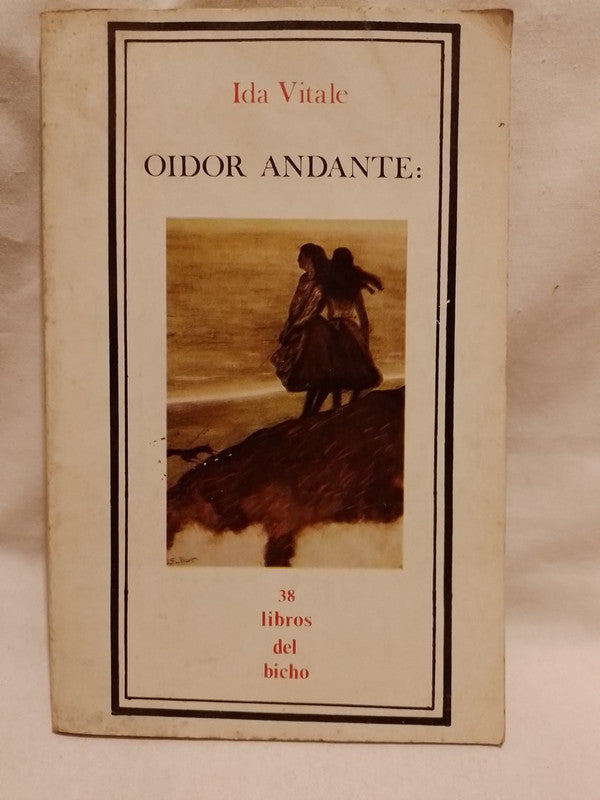 Ida Vitale
OIDOR ANDANTE:
38
libros
del
bicho